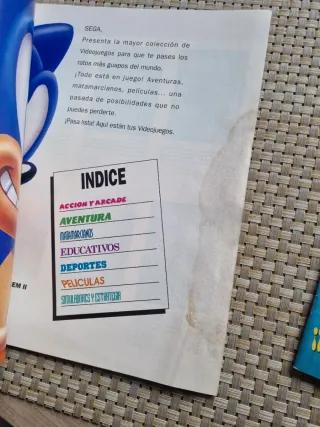 SEGA,
Presenta la mayor colección de
Videojuegos para que te pases los
ratos más guapos del mundo.
¡Todo está en juego! Aventuras,
matamarcianos, películas... una
pasada de posibilidades que no
puedes perderte.
¡Pasa lista! Aquí están tus Videojuegos.
INDICE
ACCION Y ARCADE
AVENTURA
MATAMARCIANOS
EDUCATIVOS
DEPORTES
PELICULAS
SIMULADORES Y ESTRATEGIA
EM II